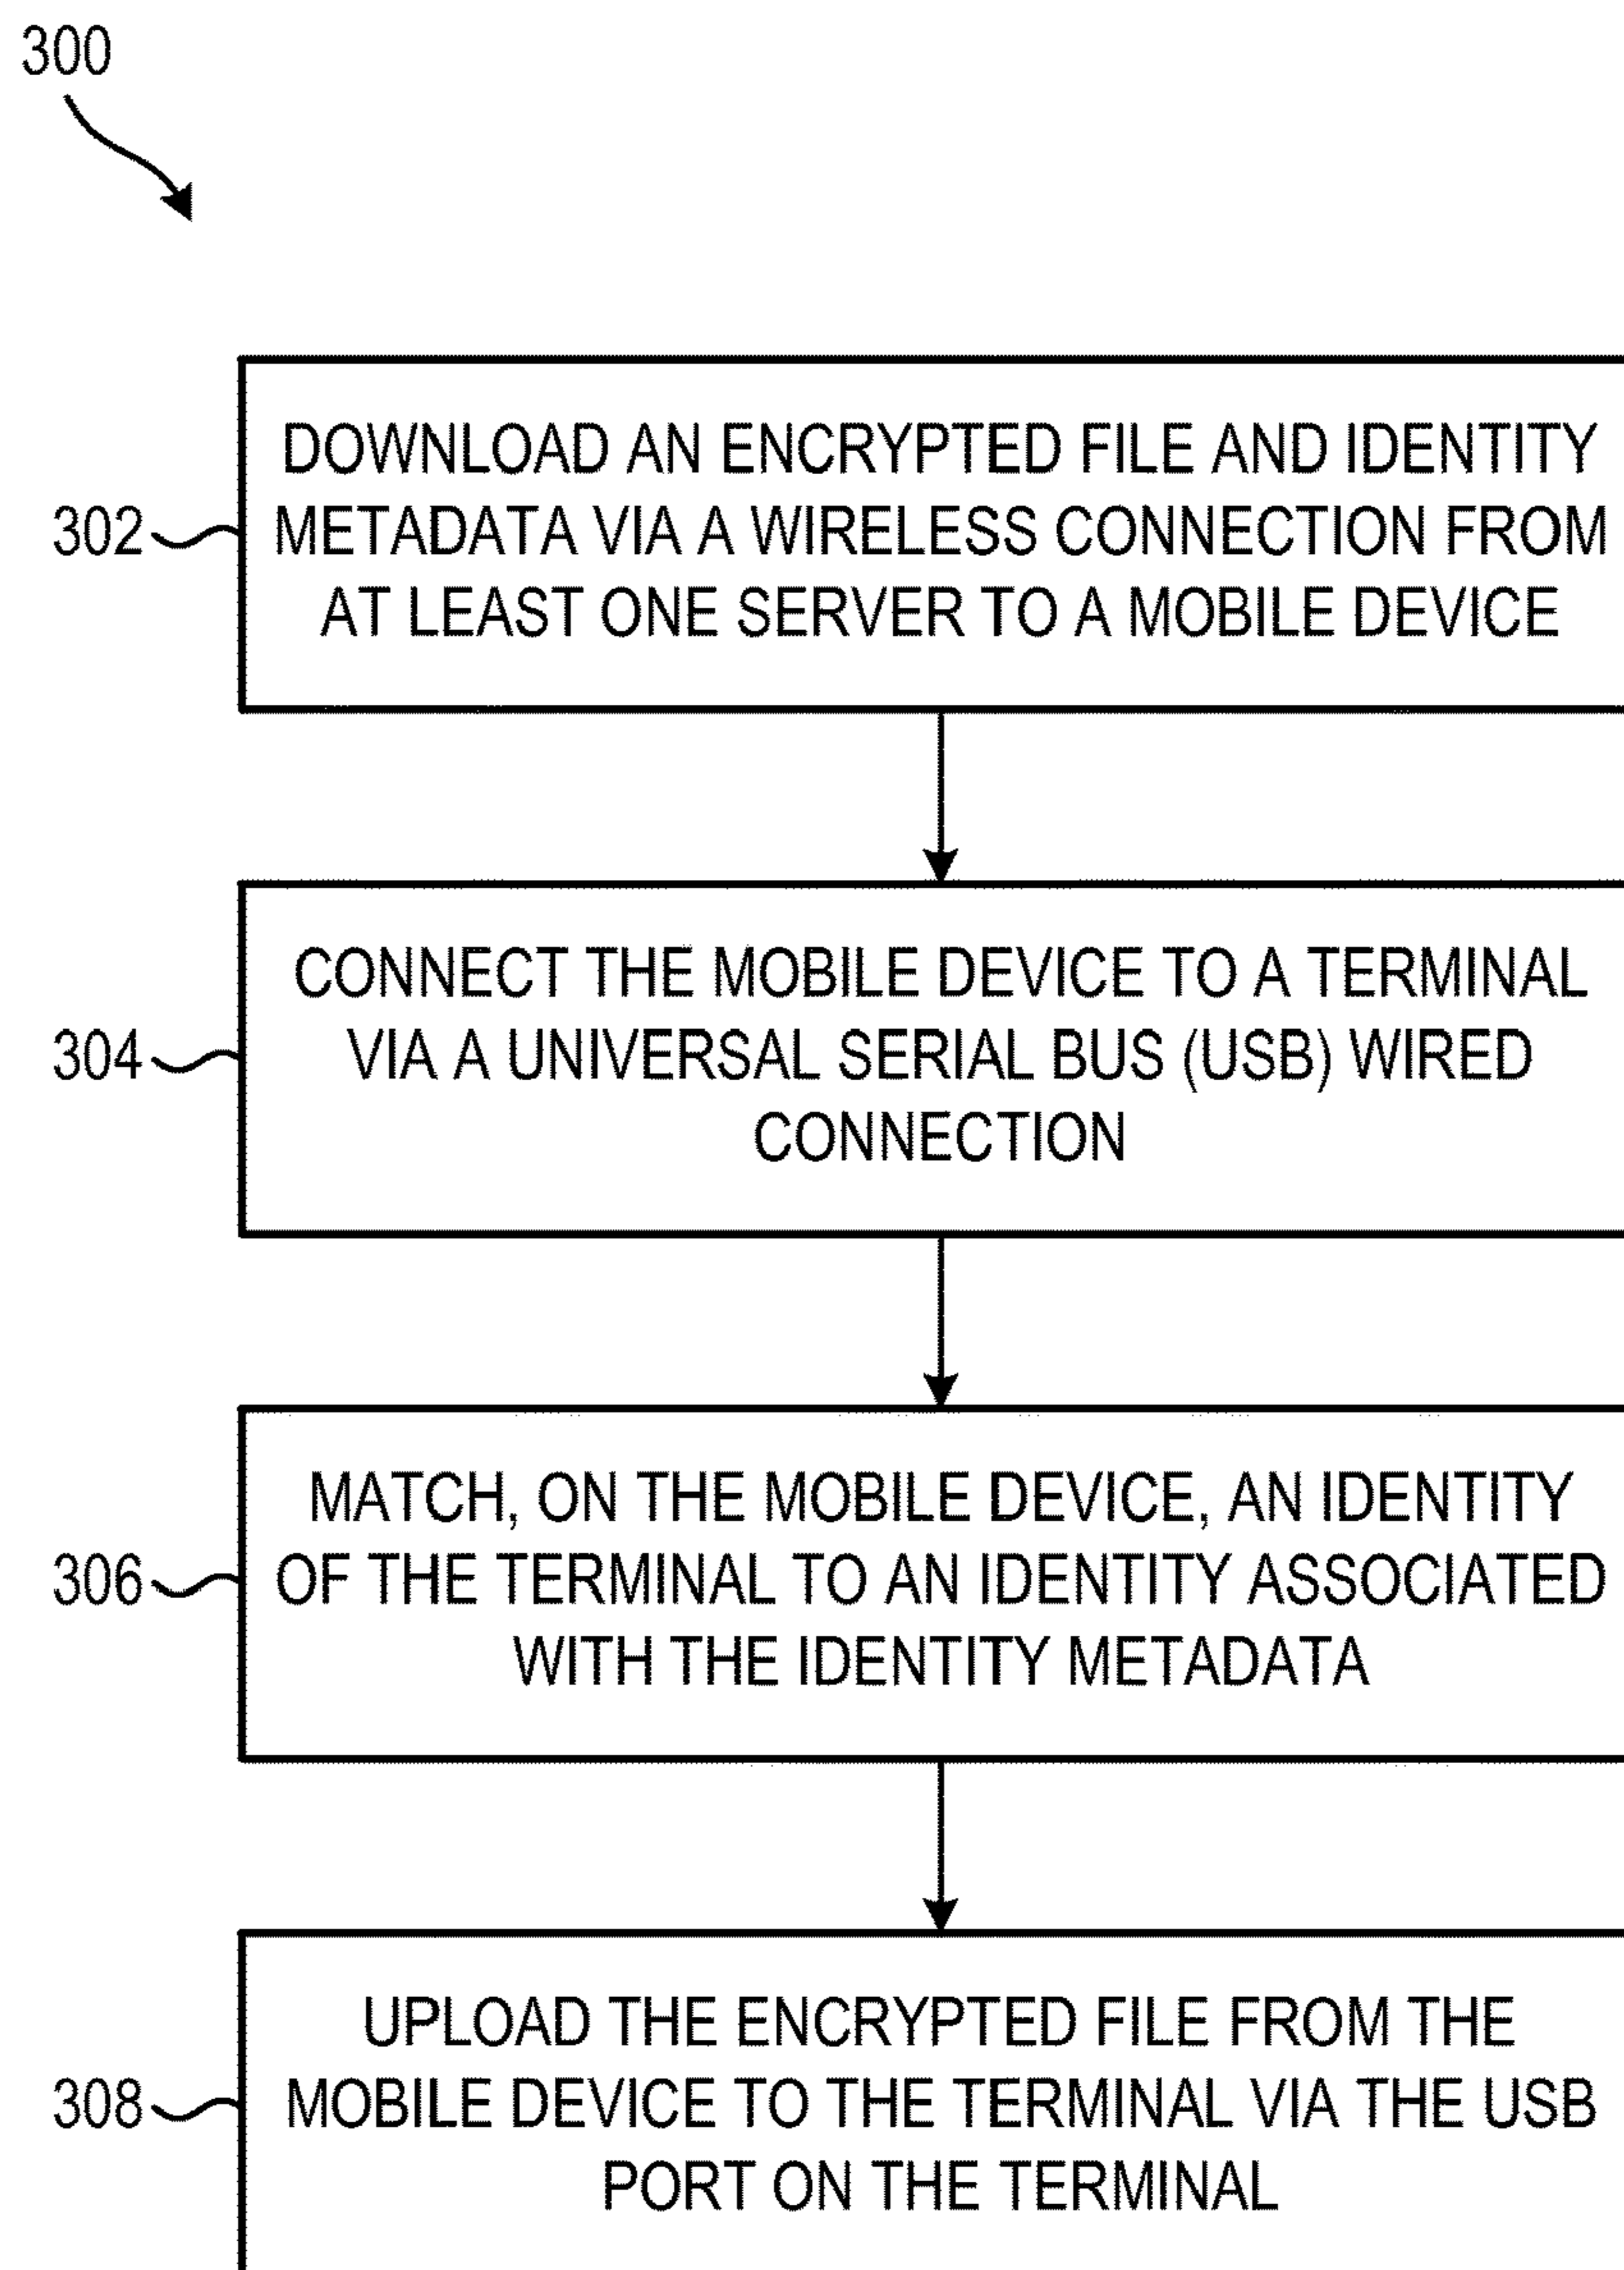 300
302
DOWNLOAD AN ENCRYPTED FILE AND IDENTITY
METADATA VIA A WIRELESS CONNECTION FROM
AT LEAST ONE SERVER TO A MOBILE DEVICE
304
CONNECT THE MOBILE DEVICE TO A TERMINAL
VIA A UNIVERSAL SERIAL BUS (USB) WIRED
CONNECTION
306
MATCH, ON THE MOBILE DEVICE, AN IDENTITY
OF THE TERMINAL TO AN IDENTITY ASSOCIATED
WITH THE IDENTITY METADATA
308
UPLOAD THE ENCRYPTED FILE FROM THE
MOBILE DEVICE TO THE TERMINAL VIA THE USB
PORT ON THE TERMINAL